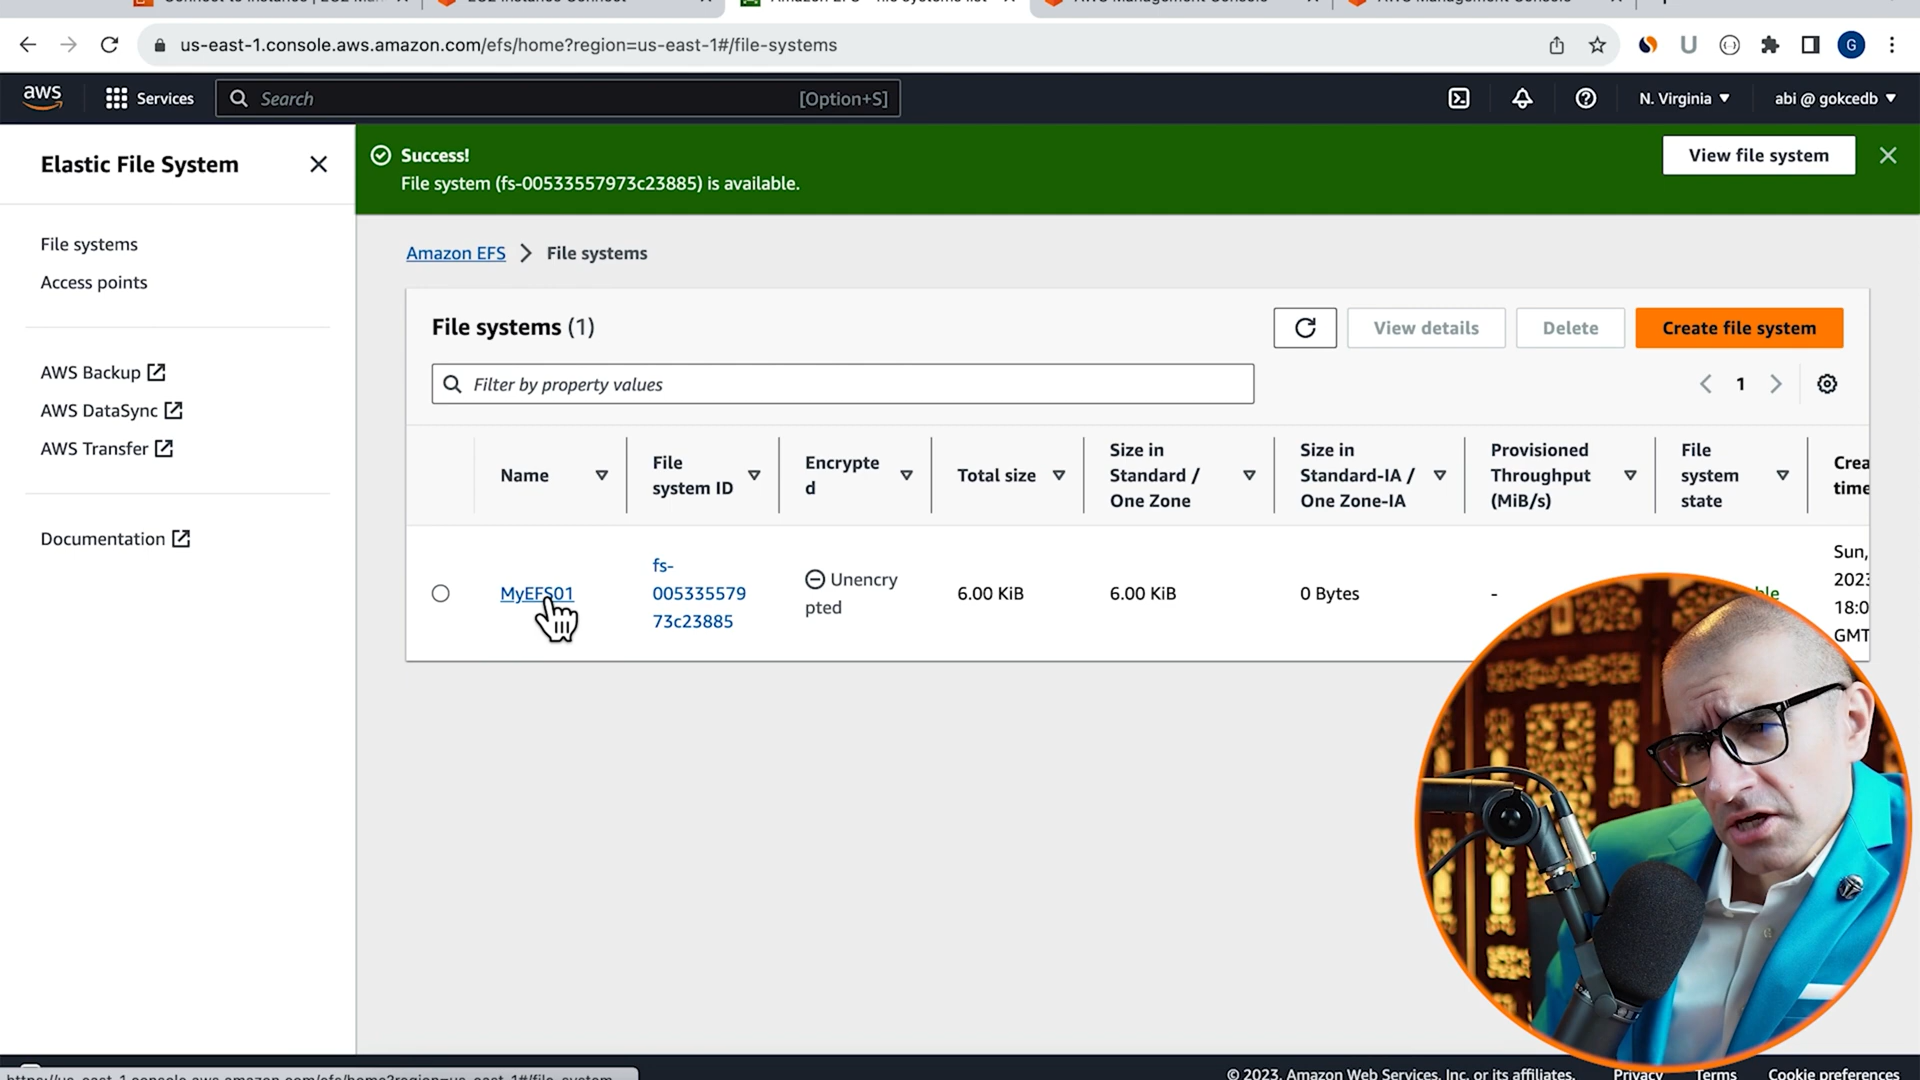 us-east-1.console.aws.amazon.com/efs/home?region=us-east-1#/file-systems
G
aws
Services
Search
[Option+S]
N. Virginia
abi @ gokcedb
Elastic File System
File systems
Access points
AWS Backup
AWS DataSync
AWS Transfer
Documentation
Success!
File system (fs-00533557973c23885) is available.
View file system
Amazon EFS
File systems
File systems (1)
View details
Delete
Create file system
Filter by property values
1
Name
File
system ID
Encrypte
d
Total size
Size in
Standard /
One Zone
Size in
Standard-IA /
One Zone-IA
Provisioned
Throughput
(MiB/s)
File
system
state
Crea
time
MyEFS01
fs-
005335579
73c23885
Unencry
pted
6.00 KiB
6.00 KiB
0 Bytes
-
Sun,
2023
18:0
GMT
© 2023, Amazon Web Services, Inc. or its affiliates.
Privacy
Terms
Cookie preferences